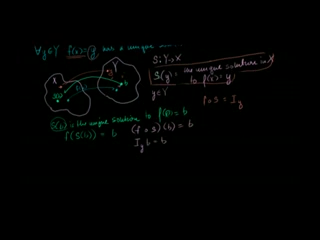 ∀y∈Y f(x)=y has a unique
S: Y→X
S(y) = the unique solution in X to f(x)=y
y∈Y
X
Y
y
S(b)
b
f∘S = I_y
S(b) is the unique solution to f(x)=b
f(S(b)) = b
(f∘S)(b) = b
I_y b = b